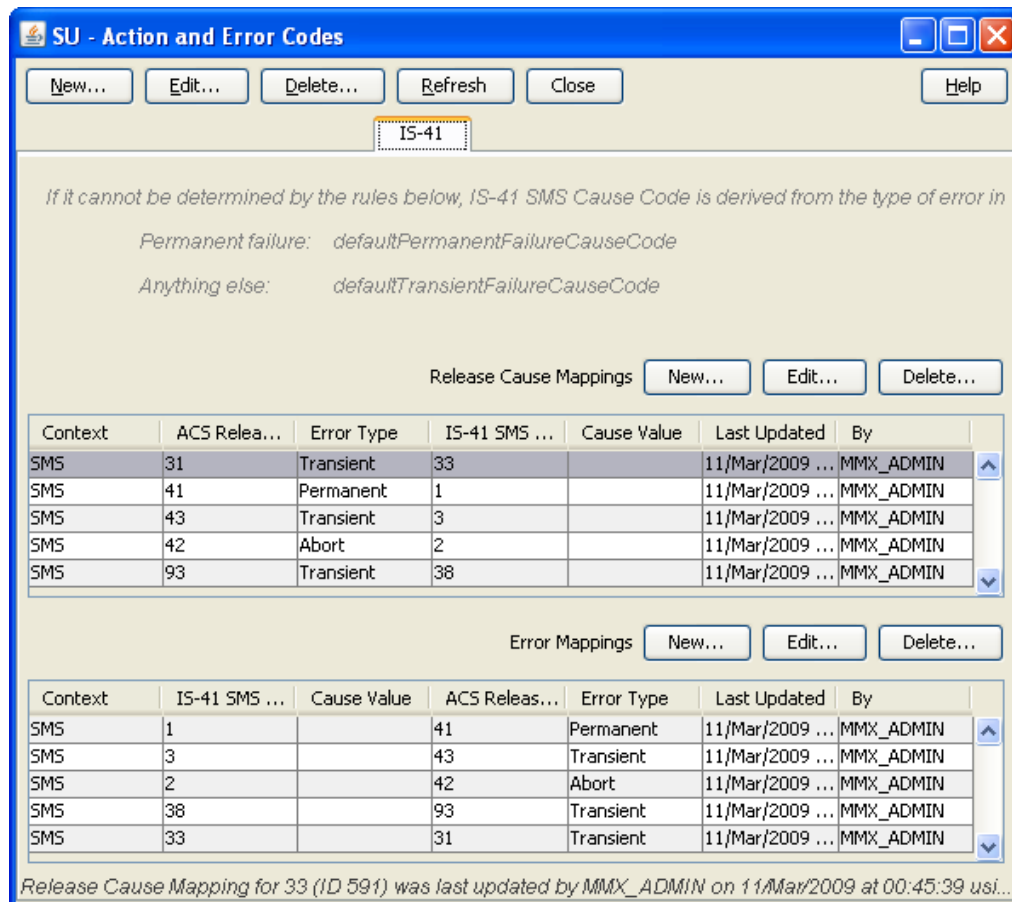 SU - Action and Error Codes
New... Edit... Delete... Refresh Close Help
IS-41
If it cannot be determined by the rules below, IS-41 SMS Cause Code is derived from the type of error in
Permanent failure: defaultPermanentFailureCauseCode
Anything else: defaultTransientFailureCauseCode
Release Cause Mappings New... Edit... Delete...
Context ACS Relea... Error Type IS-41 SMS ... Cause Value Last Updated By
SMS 31 Transient 33 11/Mar/2009 ... MMX_ADMIN
SMS 41 Permanent 1 11/Mar/2009 ... MMX_ADMIN
SMS 43 Transient 3 11/Mar/2009 ... MMX_ADMIN
SMS 42 Abort 2 11/Mar/2009 ... MMX_ADMIN
SMS 93 Transient 38 11/Mar/2009 ... MMX_ADMIN
Error Mappings New... Edit... Delete...
Context IS-41 SMS ... Cause Value ACS Releas... Error Type Last Updated By
SMS 1 41 Permanent 11/Mar/2009 ... MMX_ADMIN
SMS 3 43 Transient 11/Mar/2009 ... MMX_ADMIN
SMS 2 42 Abort 11/Mar/2009 ... MMX_ADMIN
SMS 38 93 Transient 11/Mar/2009 ... MMX_ADMIN
SMS 33 31 Transient 11/Mar/2009 ... MMX_ADMIN
Release Cause Mapping for 33 (ID 591) was last updated by MMX_ADMIN on 11/Mar/2009 at 00:45:39 usi...